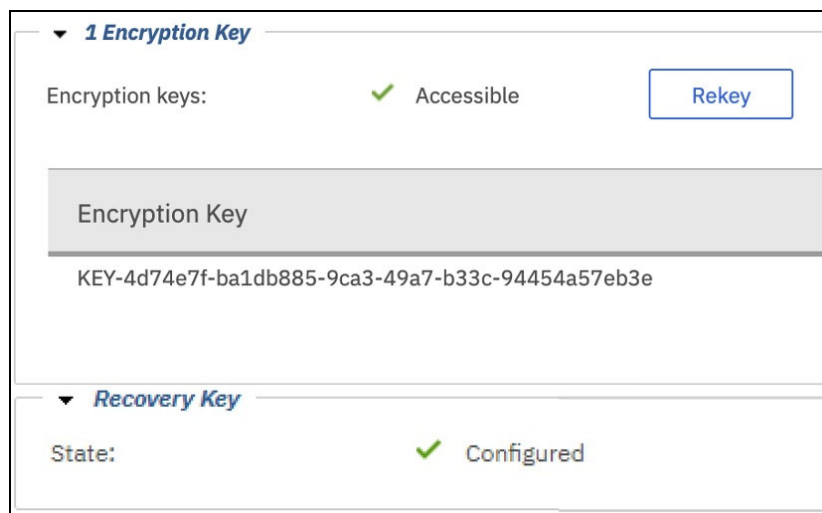 1 Encryption Key
Encryption keys: Accessible Rekey
Encryption Key
KEY-4d74e7f-ba1db885-9ca3-49a7-b33c-94454a57eb3e
Recovery Key
State: Configured